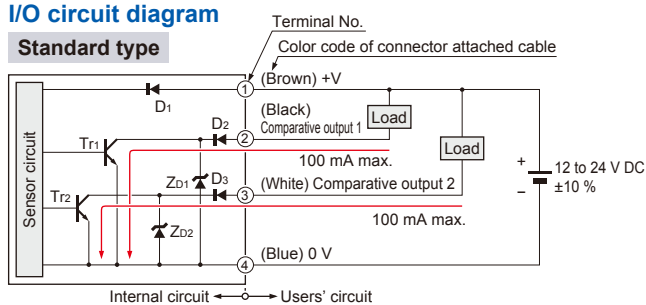 I/O circuit diagram
Standard type
Terminal No.
Color code of connector attached cable
Sensor circuit
1
(Brown) +V
D1
(Black)
Comparative output 1
Load
D2
2
Tr1
100 mA max.
Load
ZD1
D3
3
(White) Comparative output 2
Tr2
100 mA max.
ZD2
+
−
12 to 24 V DC
±10 %
4
(Blue) 0 V
Internal circuit
Users' circuit